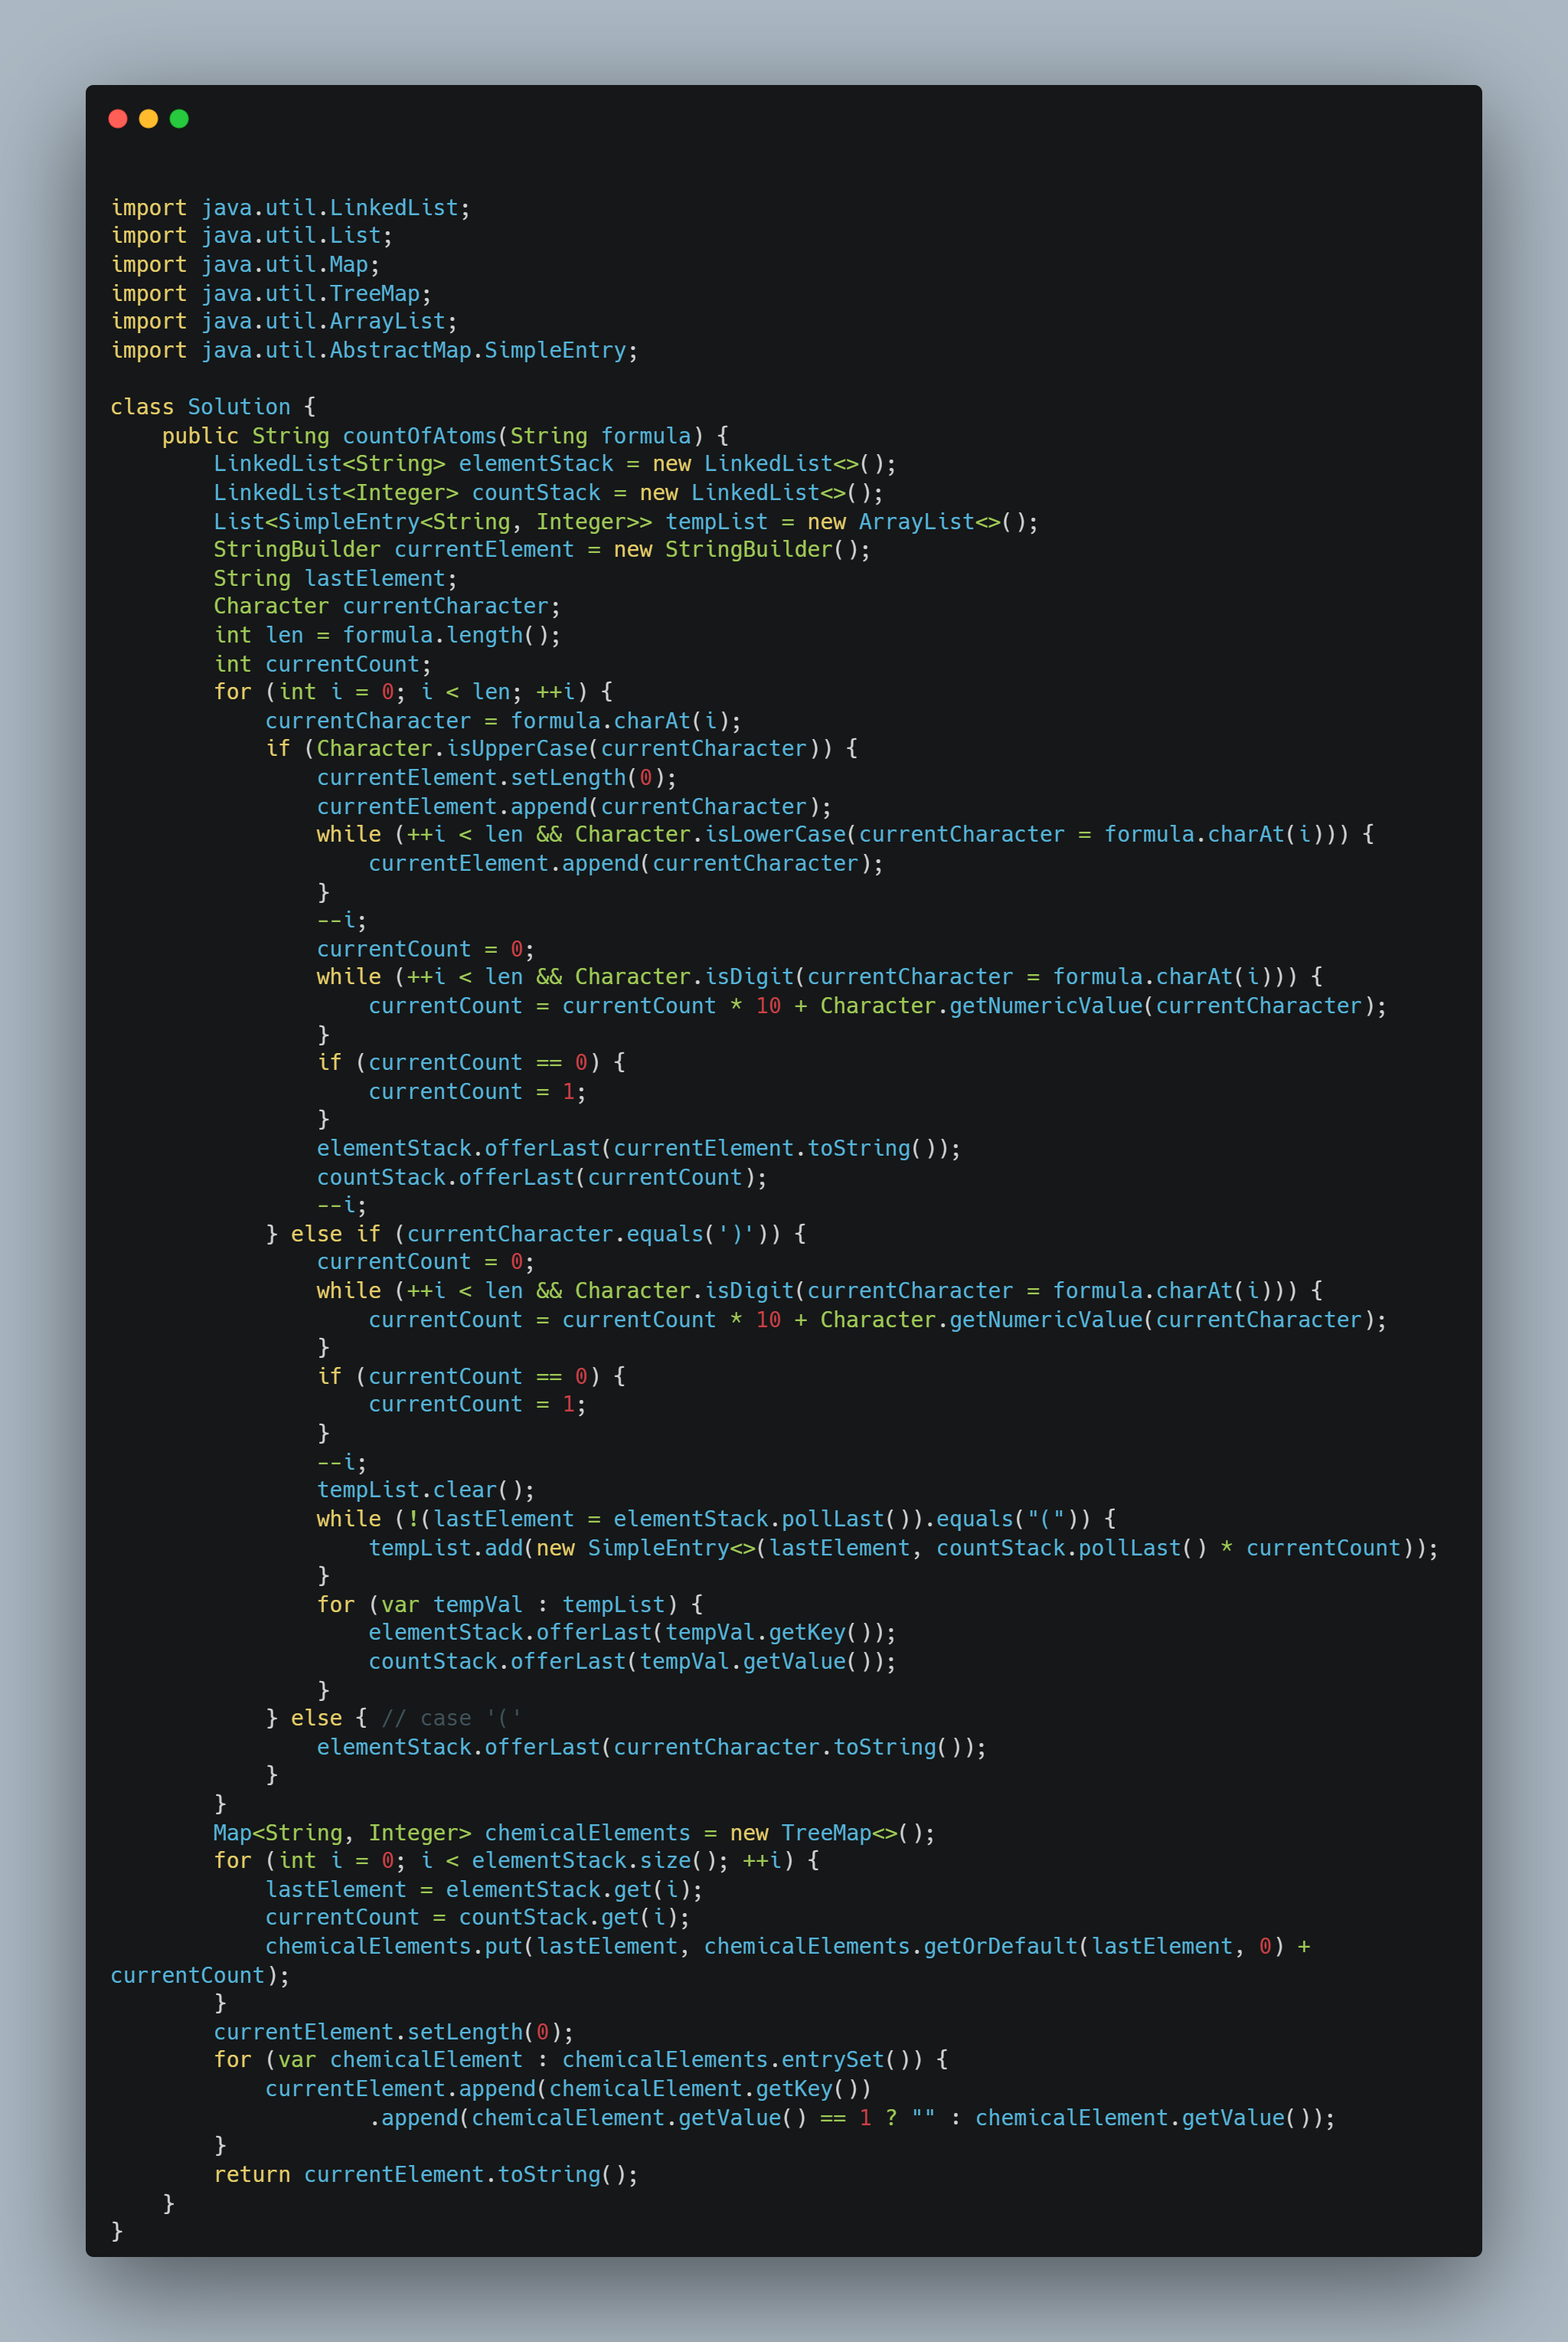 import java.util.LinkedList;
import java.util.List;
import java.util.Map;
import java.util.TreeMap;
import java.util.ArrayList;
import java.util.AbstractMap.SimpleEntry;

class Solution {
    public String countOfAtoms(String formula) {
        LinkedList<String> elementStack = new LinkedList<>();
        LinkedList<Integer> countStack = new LinkedList<>();
        List<SimpleEntry<String, Integer>> tempList = new ArrayList<>();
        StringBuilder currentElement = new StringBuilder();
        String lastElement;
        Character currentCharacter;
        int len = formula.length();
        int currentCount;
        for (int i = 0; i < len; ++i) {
            currentCharacter = formula.charAt(i);
            if (Character.isUpperCase(currentCharacter)) {
                currentElement.setLength(0);
                currentElement.append(currentCharacter);
                while (++i < len && Character.isLowerCase(currentCharacter = formula.charAt(i))) {
                    currentElement.append(currentCharacter);
                }
                --i;
                currentCount = 0;
                while (++i < len && Character.isDigit(currentCharacter = formula.charAt(i))) {
                    currentCount = currentCount * 10 + Character.getNumericValue(currentCharacter);
                }
                if (currentCount == 0) {
                    currentCount = 1;
                }
                elementStack.offerLast(currentElement.toString());
                countStack.offerLast(currentCount);
                --i;
            } else if (currentCharacter.equals(')')) {
                currentCount = 0;
                while (++i < len && Character.isDigit(currentCharacter = formula.charAt(i))) {
                    currentCount = currentCount * 10 + Character.getNumericValue(currentCharacter);
                }
                if (currentCount == 0) {
                    currentCount = 1;
                }
                --i;
                tempList.clear();
                while (!(lastElement = elementStack.pollLast()).equals("(")) {
                    tempList.add(new SimpleEntry<>(lastElement, countStack.pollLast() * currentCount));
                }
                for (var tempVal : tempList) {
                    elementStack.offerLast(tempVal.getKey());
                    countStack.offerLast(tempVal.getValue());
                }
            } else { // case '('
                elementStack.offerLast(currentCharacter.toString());
            }
        }
        Map<String, Integer> chemicalElements = new TreeMap<>();
        for (int i = 0; i < elementStack.size(); ++i) {
            lastElement = elementStack.get(i);
            currentCount = countStack.get(i);
            chemicalElements.put(lastElement, chemicalElements.getOrDefault(lastElement, 0) +
currentCount);
        }
        currentElement.setLength(0);
        for (var chemicalElement : chemicalElements.entrySet()) {
            currentElement.append(chemicalElement.getKey())
                    .append(chemicalElement.getValue() == 1 ? "" : chemicalElement.getValue());
        }
        return currentElement.toString();
    }
}